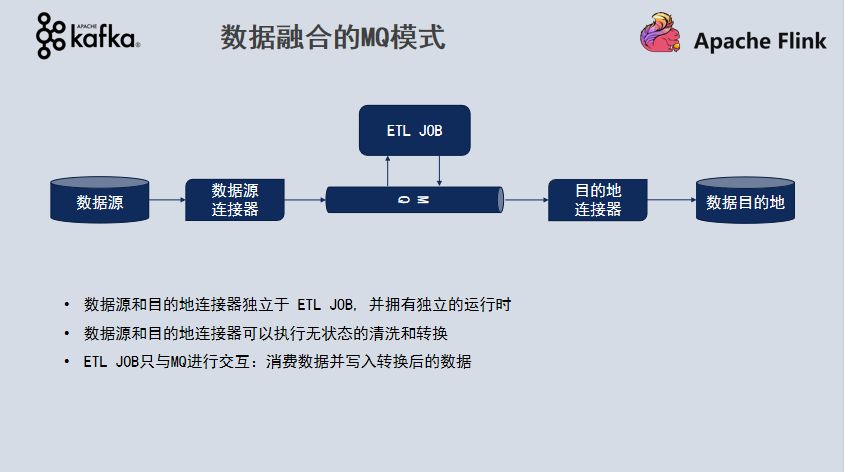 APACHE
kafka®
数据融合的MQ模式
Apache Flink
ETL JOB
数据源
数据源
连接器
MQ
目的地
连接器
数据目的地
• 数据源和目的地连接器独立于 ETL JOB, 并拥有独立的运行时
• 数据源和目的地连接器可以执行无状态的清洗和转换
• ETL JOB只与MQ进行交互：消费数据并写入转换后的数据